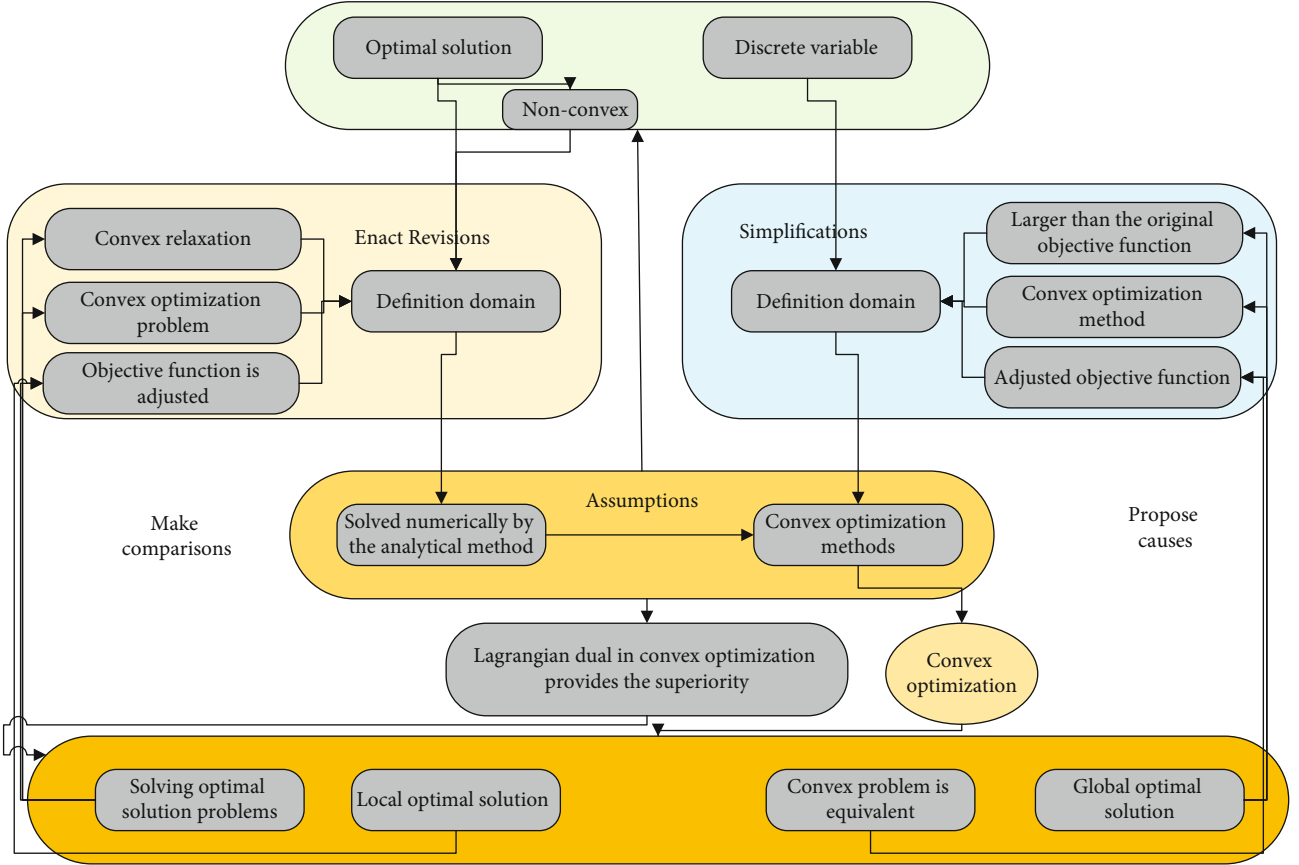 Optimal solution
Discrete variable
Non-convex
Enact Revisions
Convex relaxation
Convex optimization
problem
Objective function is
adjusted
Definition domain
Simplifications
Definition domain
Larger than the original
objective function
Convex optimization
method
Adjusted objective function
Make
comparisons
Assumptions
Solved numerically by
the analytical method
Convex optimization
methods
Propose
causes
Lagrangian dual in convex optimization
provides the superiority
Convex
optimization
Solving optimal
solution problems
Local optimal solution
Convex problem is
equivalent
Global optimal
solution